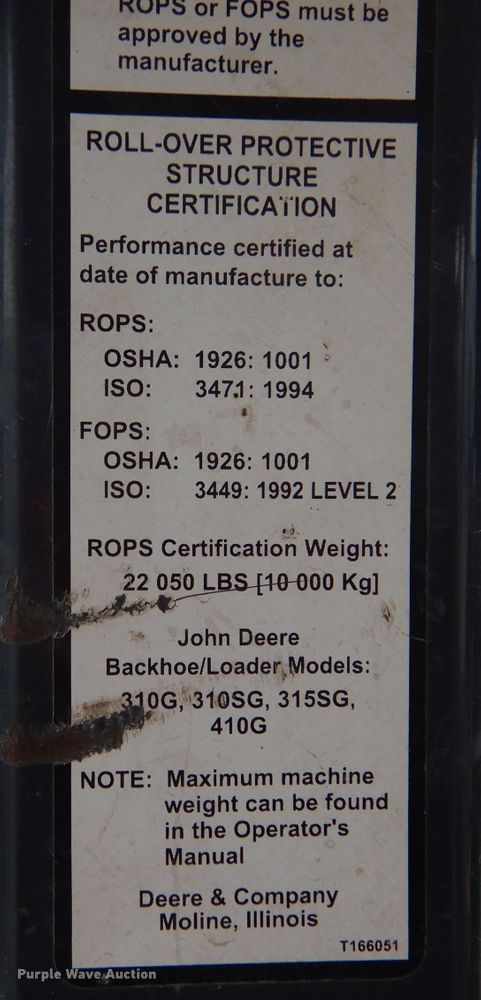 ROPS or FOPS must be
approved by the
manufacturer.
ROLL-OVER PROTECTIVE
STRUCTURE
CERTIFICATION
Performance certified at
date of manufacture to:
ROPS:
OSHA: 1926: 1001
ISO: 3471: 1994
FOPS:
OSHA: 1926: 1001
ISO: 3449: 1992 LEVEL 2
ROPS Certification Weight:
22 050 LBS [10 000 Kg]
John Deere
Backhoe/Loader Models:
310G, 310SG, 315SG,
410G
NOTE: Maximum machine
weight can be found
in the Operator's
Manual
Deere & Company
Moline, Illinois
T166051
Purple Wave Auction